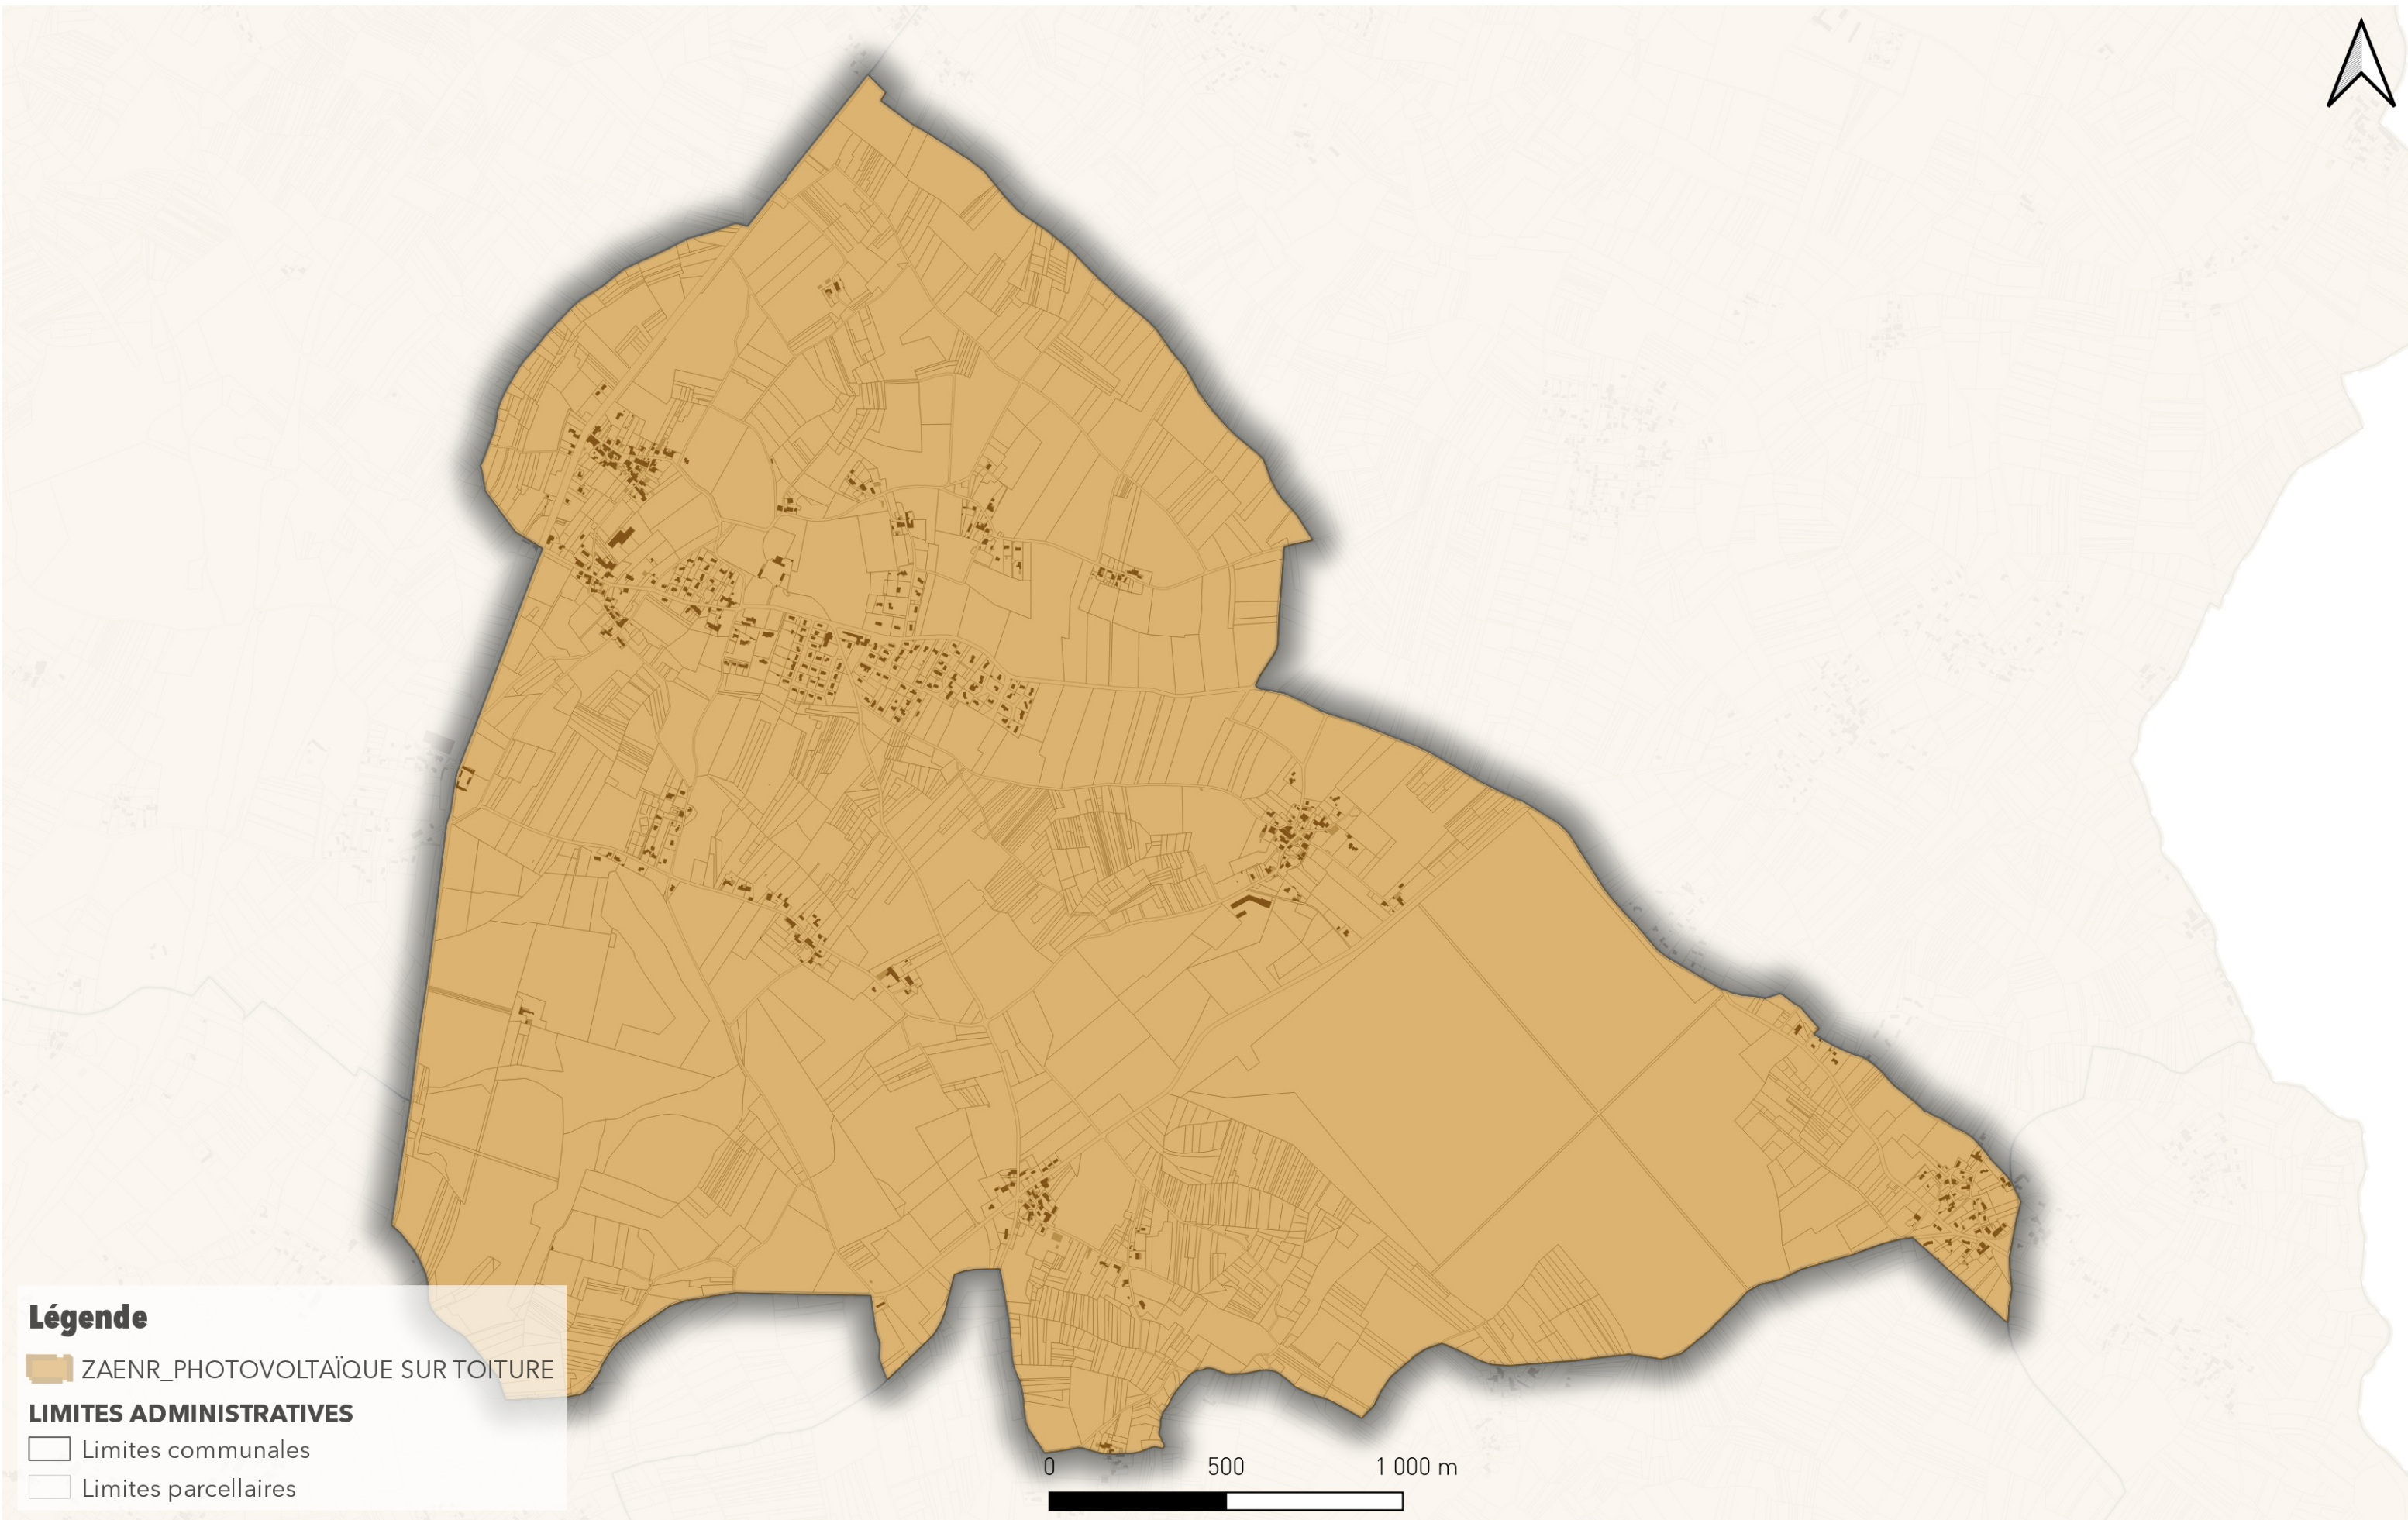 Légende
ZAENR_PHOTOVOLTAÏQUE SUR TOITURE
LIMITES ADMINISTRATIVES
Limites communales
Limites parcellaires
0 500 1 000 m